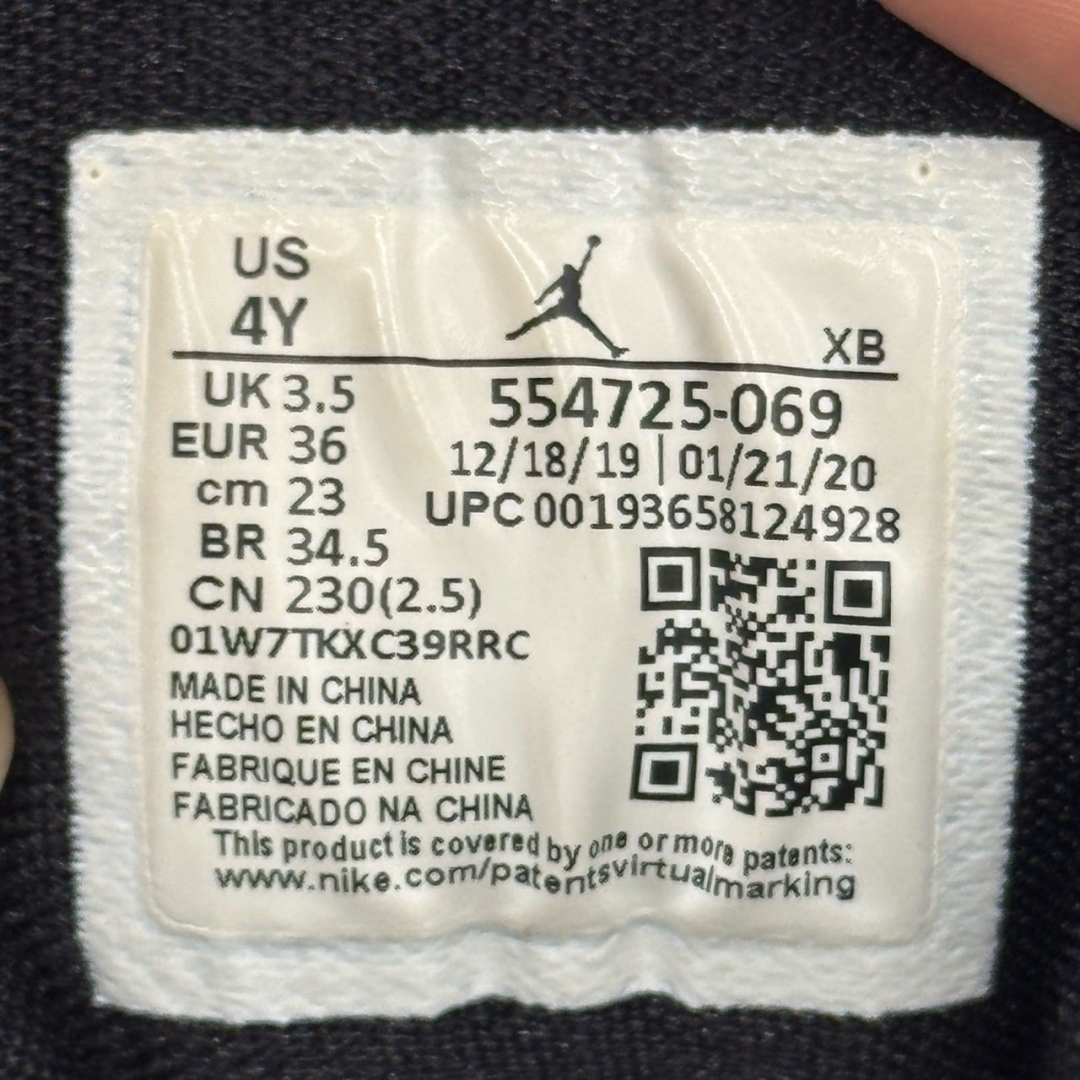 US
4Y
XB
UK 3.5
554725-069
EUR 36
12/18/19 | 01/21/20
cm 23
UPC 00193658124928
BR 34.5
CN 230(2.5)
01W7TKXC39RRC
MADE IN CHINA
HECHO EN CHINA
FABRIQUE EN CHINE
FABRICADO NA CHINA
This product is covered by one or more patents:
www.nike.com/patentsvirtualmarking